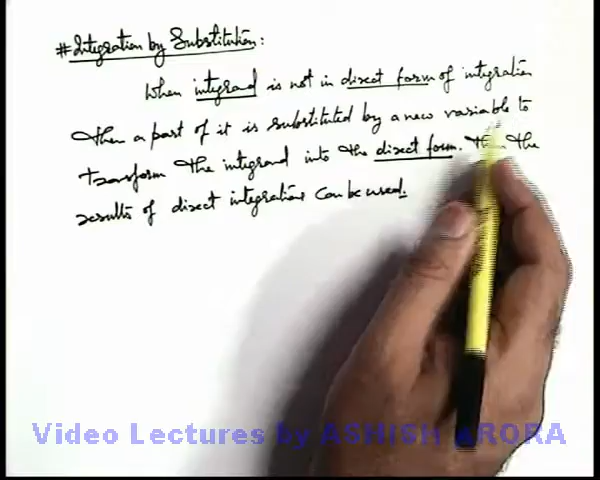 # Integration by Substitution :
When integrand is not in direct form of integration
then a part of it is substituted by a new variable to
transform the integrand into the direct form. Then the
results of direct integrations can be used.
Video Lectures by ASHISH ARORA